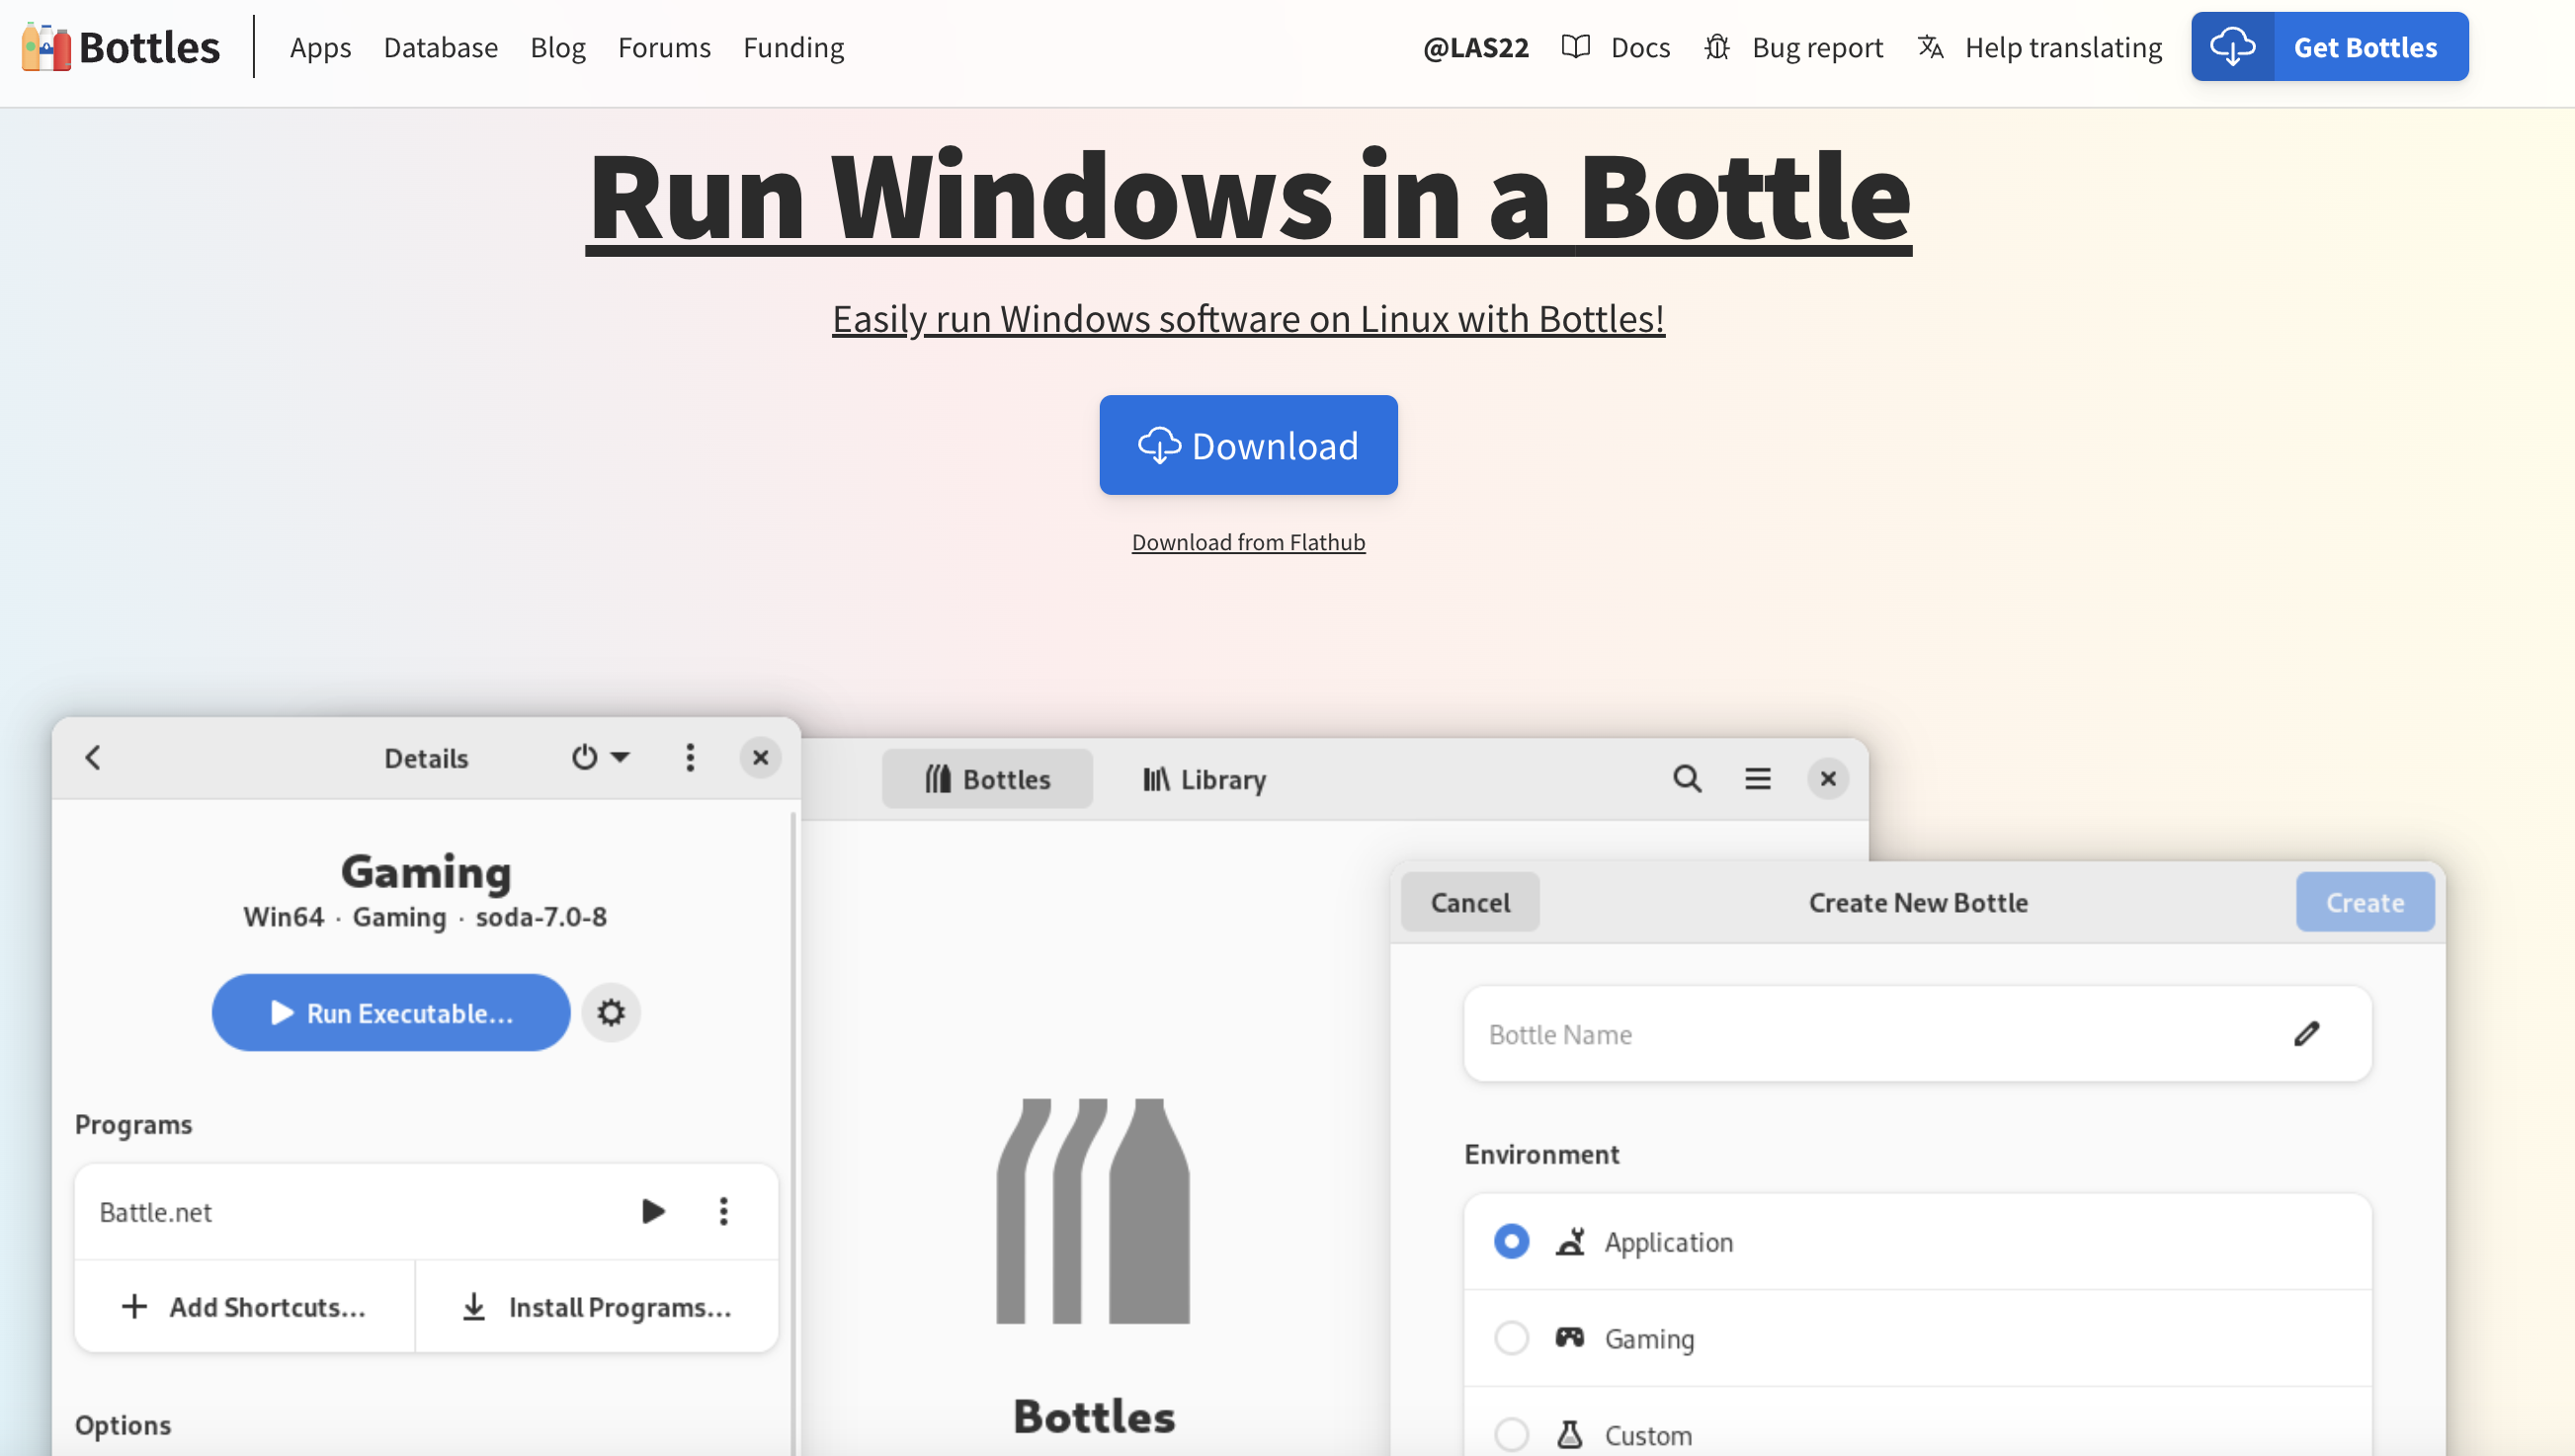 Bottles
Apps Database Blog Forums Funding
@LAS22 Docs Bug report Help translating Get Bottles
Run Windows in a Bottle
Easily run Windows software on Linux with Bottles!
Download
Download from Flathub
Details
Gaming
Win64 · Gaming · soda-7.0-8
Run Executable...
Programs
Battle.net
Add Shortcuts... Install Programs...
Options
Bottles Library
Bottles
Cancel Create New Bottle Create
Bottle Name
Environment
Application
Gaming
Custom